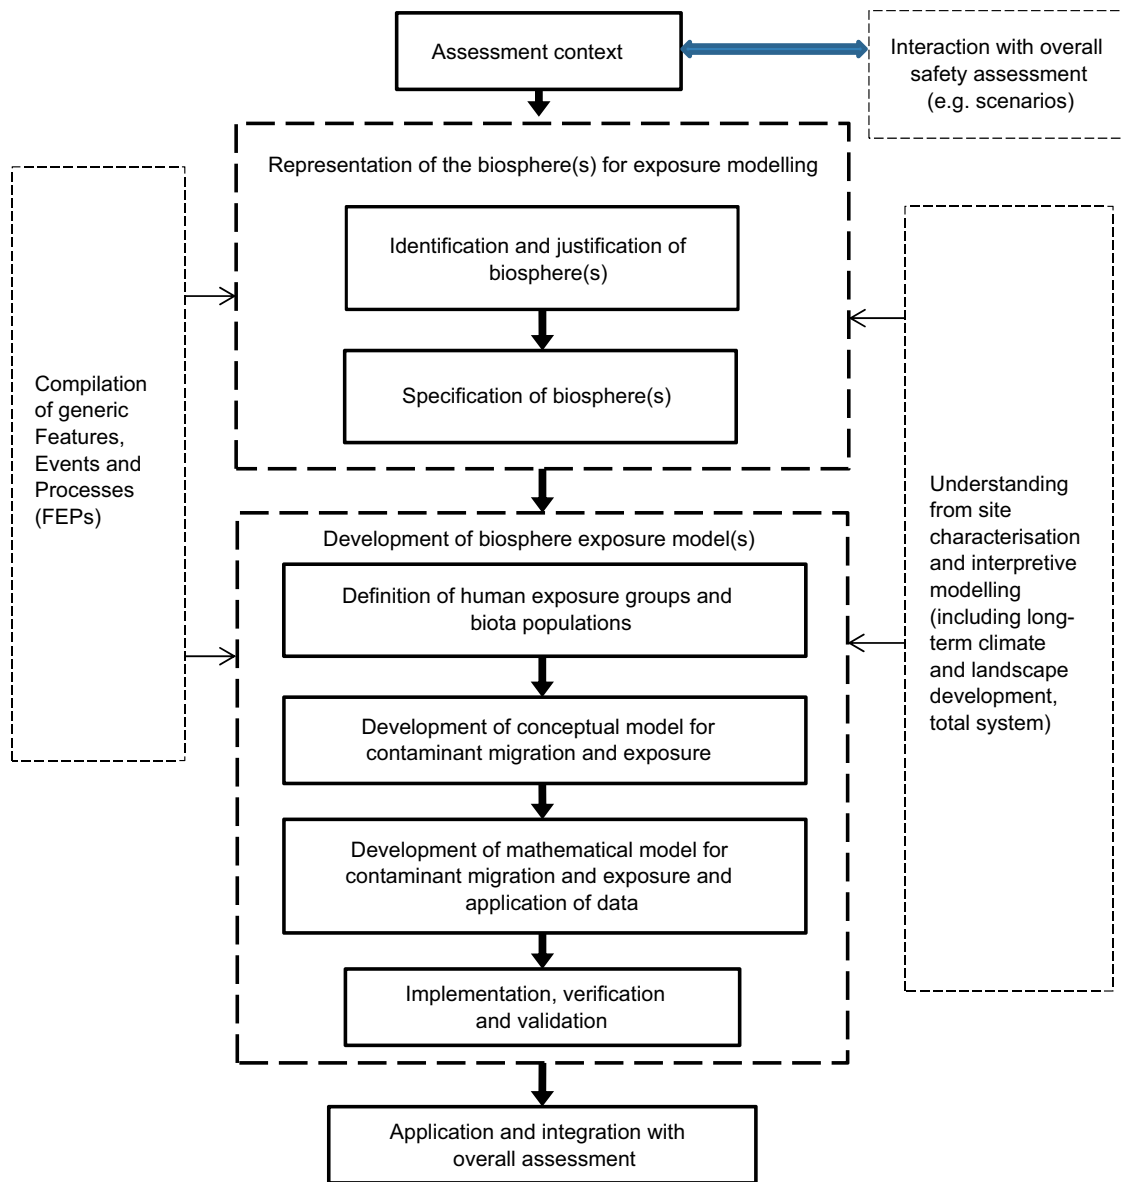 Assessment context
Interaction with overall
safety assessment
(e.g. scenarios)
Representation of the biosphere(s) for exposure modelling
Identification and justification of
biosphere(s)
Specification of biosphere(s)
Compilation
of generic
Features,
Events and
Processes
(FEPs)
Understanding
from site
characterisation
and interpretive
modelling
(including long-
term climate
and landscape
development,
total system)
Development of biosphere exposure model(s)
Definition of human exposure groups and
biota populations
Development of conceptual model for
contaminant migration and exposure
Development of mathematical model for
contaminant migration and exposure and
application of data
Implementation, verification
and validation
Application and integration with
overall assessment